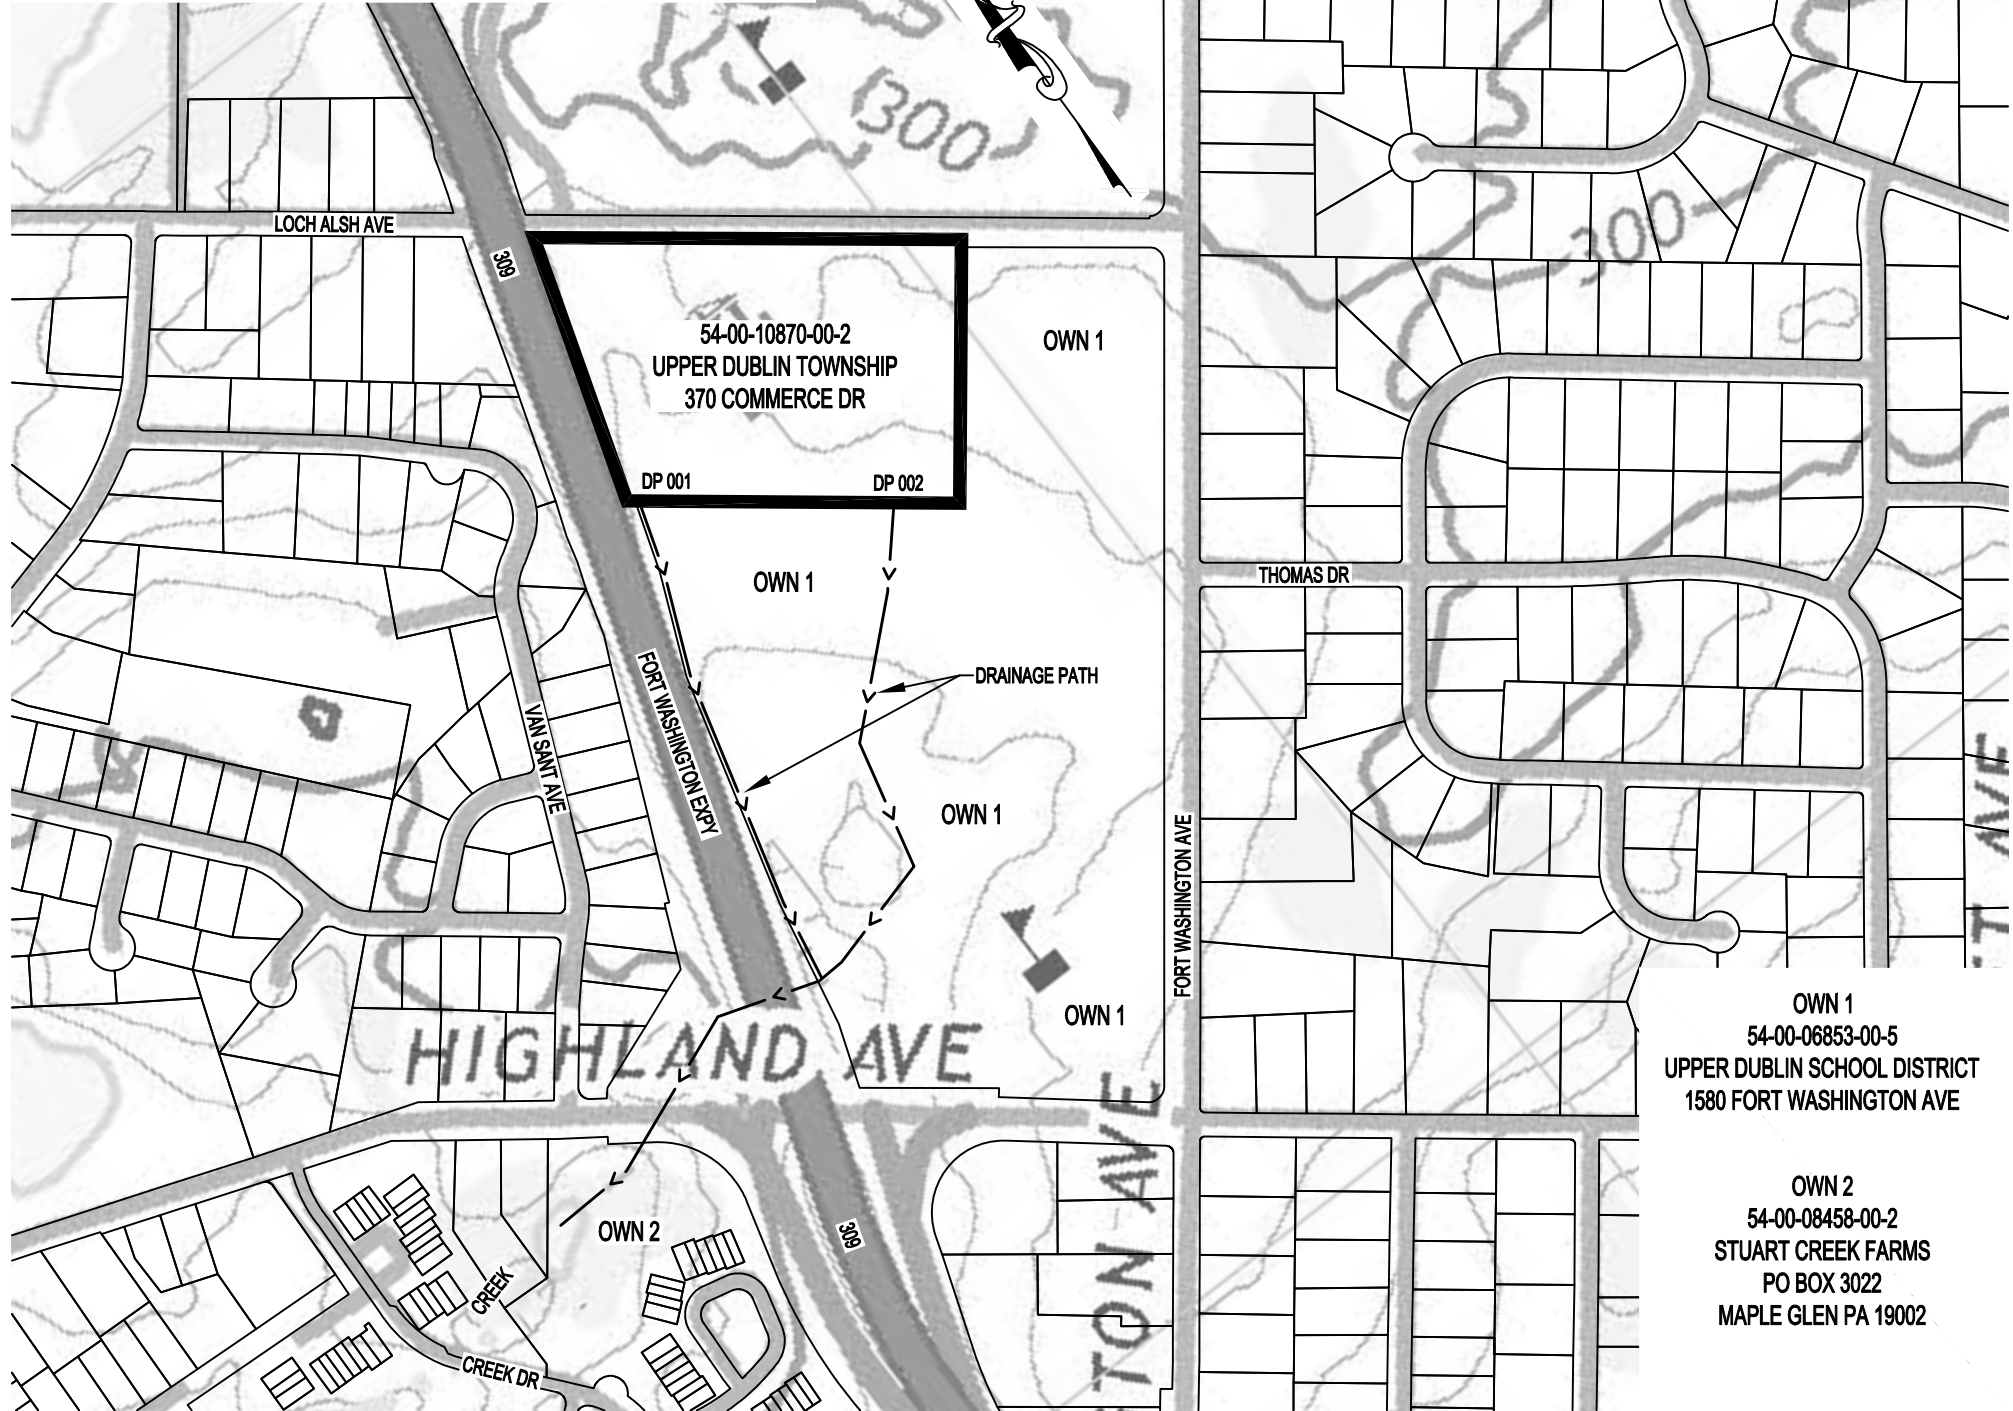 1300
LOCH ALSH AVE
309
300
54-00-10870-00-2
UPPER DUBLIN TOWNSHIP
370 COMMERCE DR
OWN 1
DP 001
DP 002
OWN 1
THOMAS DR
FORT WASHINGTON EXPY
DRAINAGE PATH
VAN SANT AVE
OWN 1
FORT WASHINGTON AVE
T AVE
OWN 1
HIGHLAND AVE
TON AVE
OWN 1
54-00-06853-00-5
UPPER DUBLIN SCHOOL DISTRICT
1580 FORT WASHINGTON AVE
OWN 2
54-00-08458-00-2
STUART CREEK FARMS
PO BOX 3022
MAPLE GLEN PA 19002
OWN 2
309
CREEK
CREEK DR